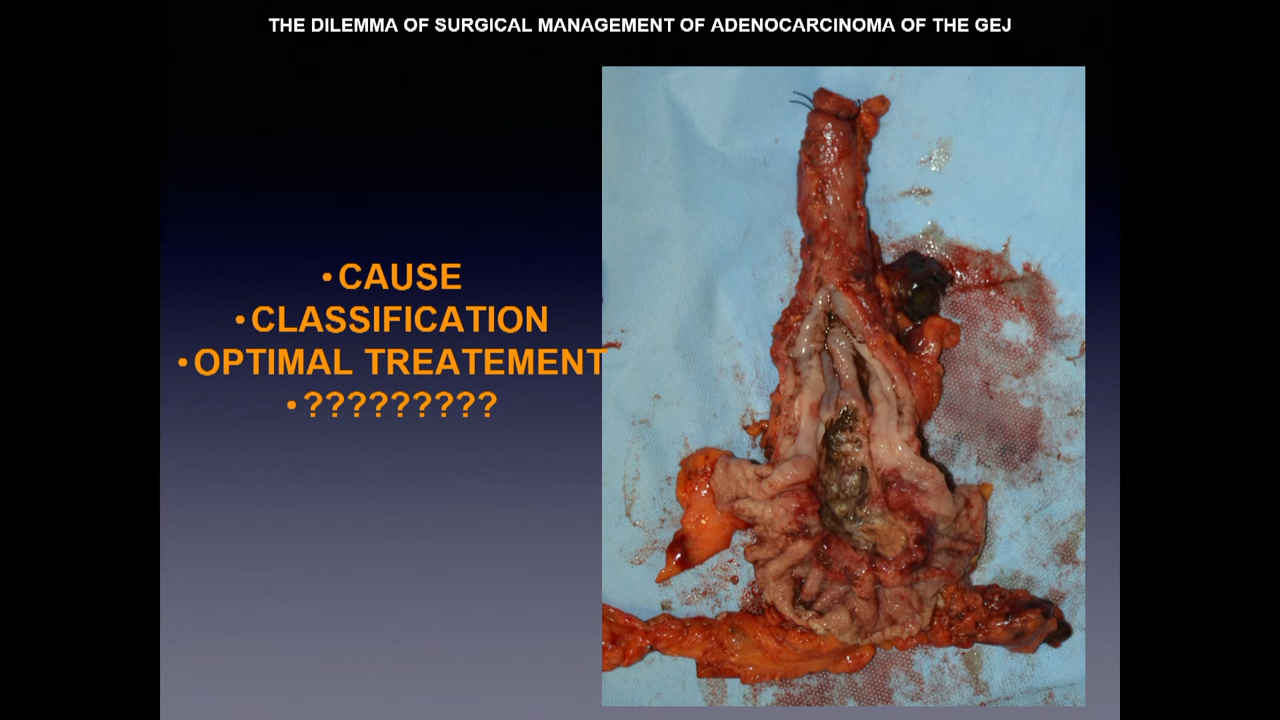 THE DILEMMA OF SURGICAL MANAGEMENT OF ADENOCARCINOMA OF THE GEJ
•CAUSE
•CLASSIFICATION
•OPTIMAL TREATEMENT
•?????????